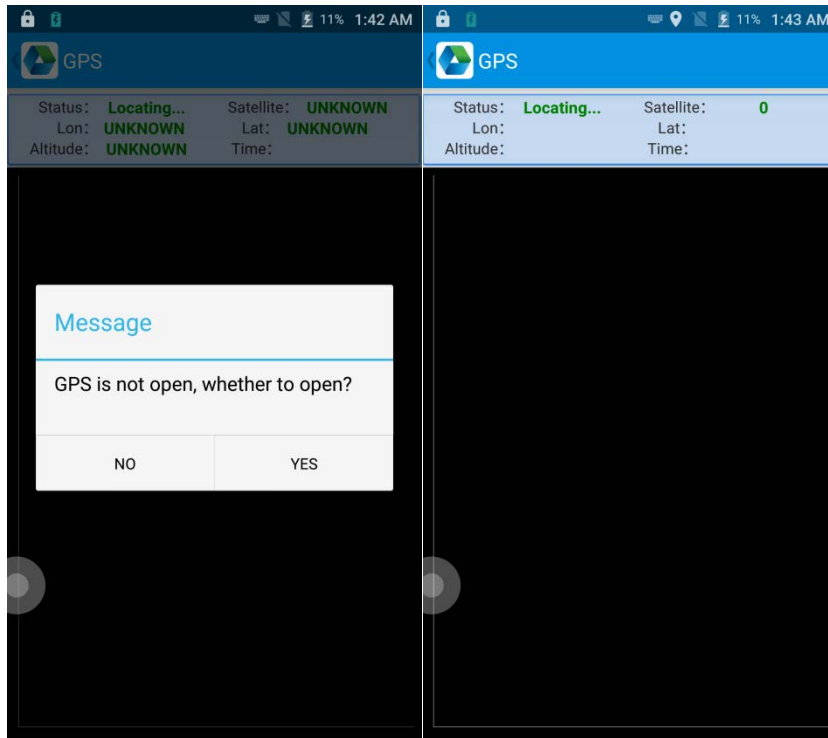 11% 1:42 AM
GPS
Status: Locating... Satellite: UNKNOWN
Lon: UNKNOWN Lat: UNKNOWN
Altitude: UNKNOWN Time:
Message
GPS is not open, whether to open?
NO YES
11% 1:43 AM
GPS
Status: Locating... Satellite: 0
Lon: Lat:
Altitude: Time: